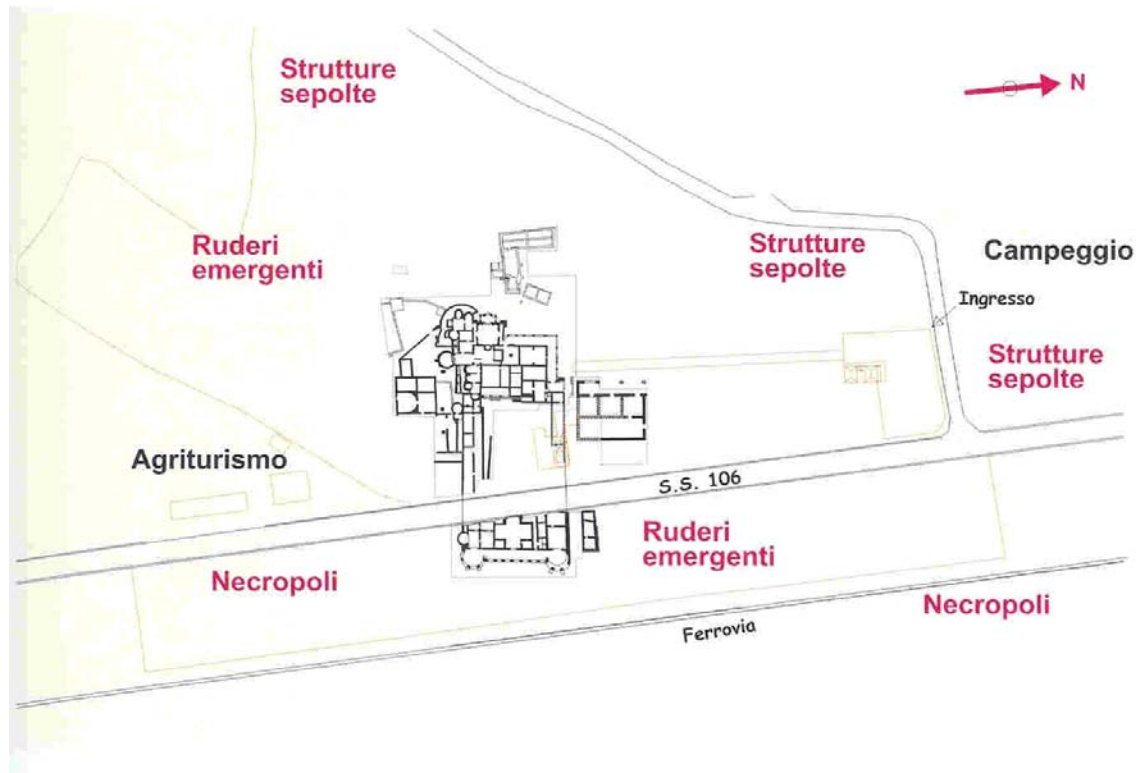 Strutture
sepolte
N
Ruderi
emergenti
Strutture
sepolte
Campeggio
Ingresso
Strutture
sepolte
Agriturismo
S.S. 106
Ruderi
emergenti
Necropoli
Necropoli
Ferrovia